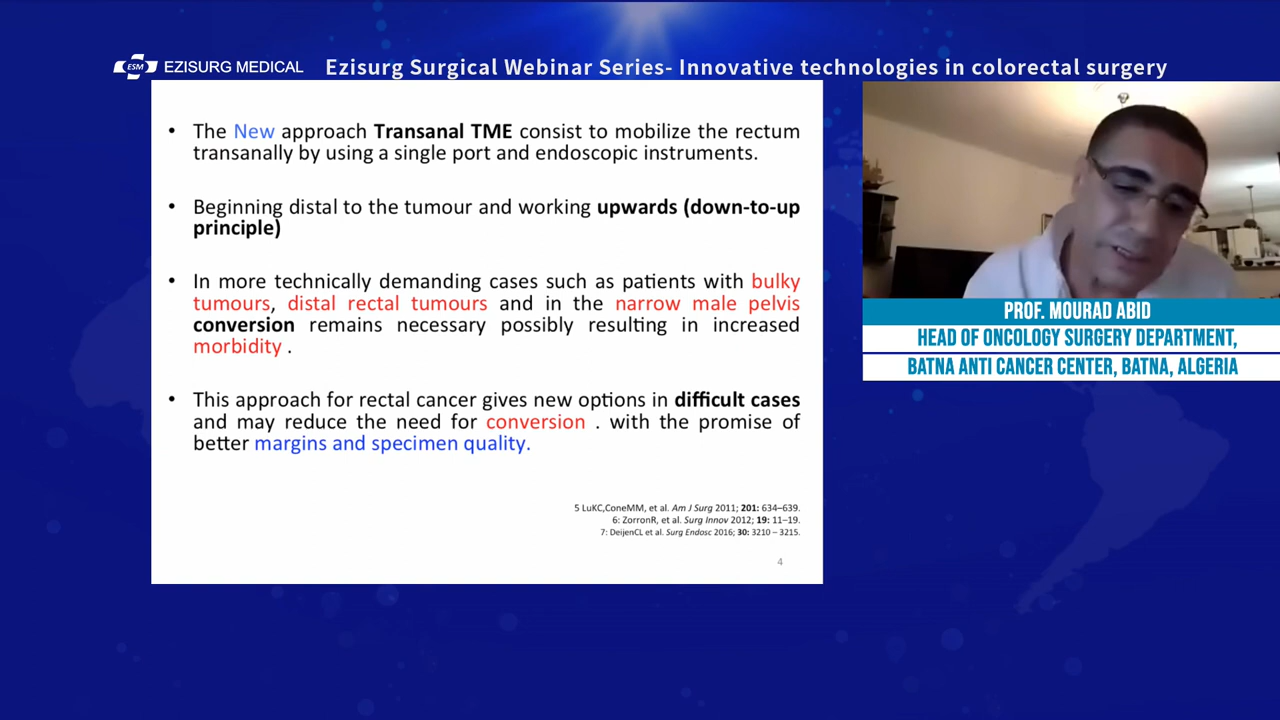 ESM EZISURG MEDICAL Ezisurg Surgical Webinar Series- Innovative technologies in colorectal surgery
• The New approach Transanal TME consist to mobilize the rectum
transanally by using a single port and endoscopic instruments.
• Beginning distal to the tumour and working upwards (down-to-up
principle)
• In more technically demanding cases such as patients with bulky
tumours, distal rectal tumours and in the narrow male pelvis
conversion remains necessary possibly resulting in increased
morbidity .
• This approach for rectal cancer gives new options in difficult cases
and may reduce the need for conversion . with the promise of
better margins and specimen quality.
5 LuKC,ConeMM, et al. Am J Surg 2011; 201: 634–639.
6: ZorronR, et al. Surg Innov 2012; 19: 11–19.
7: DeijenCL et al. Surg Endosc 2016; 30: 3210 – 3215.
4
PROF. MOURAD ABID
HEAD OF ONCOLOGY SURGERY DEPARTMENT,
BATNA ANTI CANCER CENTER, BATNA, ALGERIA